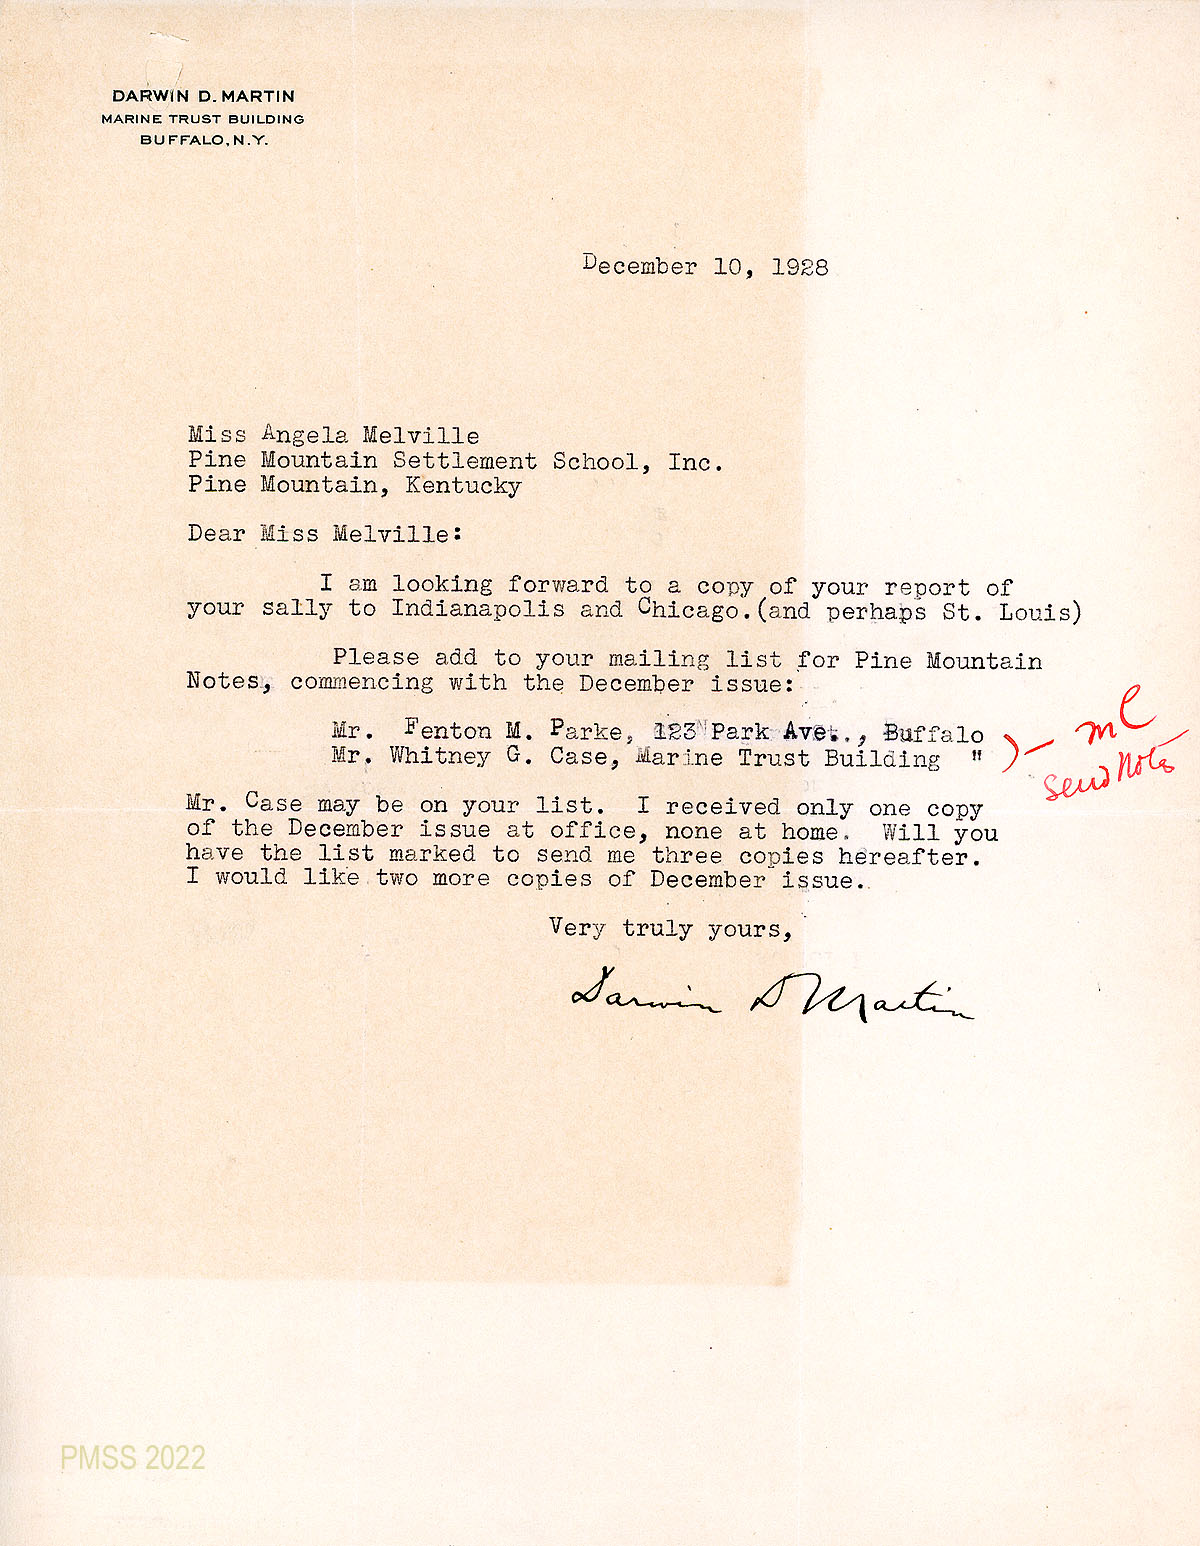 DARWIN D. MARTIN
MARINE TRUST BUILDING
BUFFALO, N.Y.
December 10, 1928
Miss Angela Melville
Pine Mountain Settlement School, Inc.
Pine Mountain, Kentucky
Dear Miss Melville:
I am looking forward to a copy of your report of
your sally to Indianapolis and Chicago.(and perhaps St. Louis)
Please add to your mailing list for Pine Mountain
Notes, commencing with the December issue:
Mr. Fenton M. Parke, 123 Park Ave., Buffalo
Mr. Whitney G. Case, Marine Trust Building "
)— ml
Send Notes
Mr. Case may be on your list. I received only one copy
of the December issue at office, none at home. Will you
have the list marked to send me three copies hereafter.
I would like two more copies of December issue.
Very truly yours,
Darwin D Martin
PMSS 2022